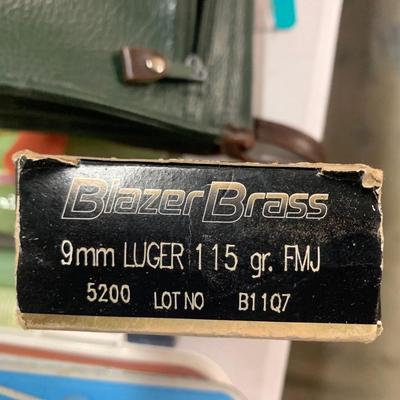 Blazer Brass
9mm LUGER 115 gr. FMJ
5200 LOT NO B11Q7